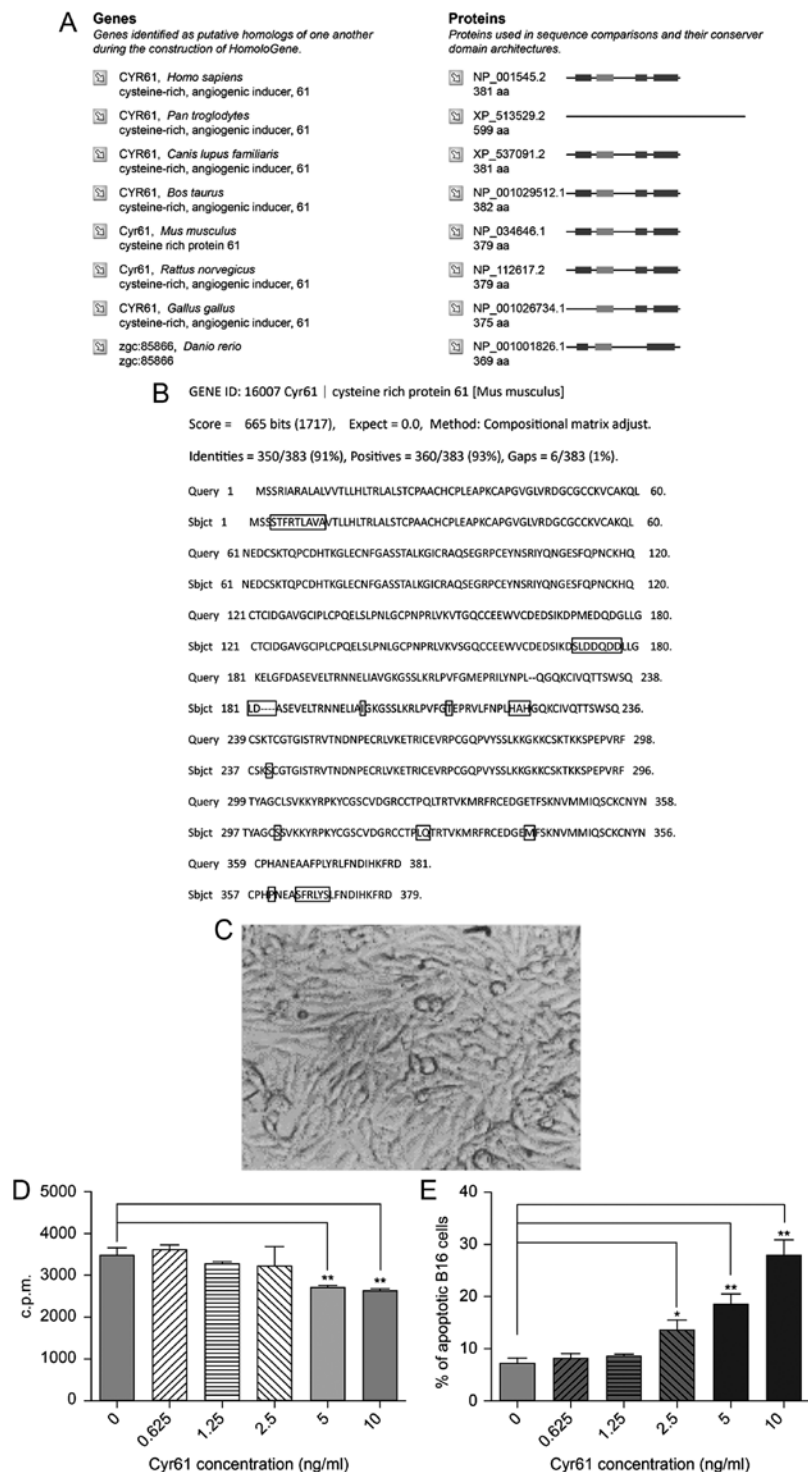 A
Genes
Genes identified as putative homologs of one another
during the construction of HomoloGene.
CYR61, Homo sapiens
cysteine-rich, angiogenic inducer, 61
CYR61, Pan troglodytes
cysteine-rich, angiogenic inducer, 61
CYR61, Canis lupus familiaris
cysteine-rich, angiogenic inducer, 61
CYR61, Bos taurus
cysteine-rich, angiogenic inducer, 61
Cyr61, Mus musculus
cysteine rich protein 61
Cyr61, Rattus norvegicus
cysteine-rich, angiogenic inducer, 61
CYR61, Gallus gallus
cysteine-rich, angiogenic inducer, 61
zgc:85866, Danio rerio
zgc:85866
Proteins
Proteins used in sequence comparisons and their conserver
domain architectures.
NP_001545.2
381 aa
XP_513529.2
599 aa
XP_537091.2
381 aa
NP_001029512.1
382 aa
NP_034646.1
379 aa
NP_112617.2
379 aa
NP_001026734.1
375 aa
NP_001001826.1
369 aa
B
GENE ID: 16007 Cyr61 | cysteine rich protein 61 [Mus musculus]
Score = 665 bits (1717), Expect = 0.0, Method: Compositional matrix adjust.
Identities = 350/383 (91%), Positives = 360/383 (93%), Gaps = 6/383 (1%).
Query 1 MSSRIARALALVVTLLHLTRLALSTCPAACHCPLEAPKCAPGVGLVRDGCGCCKVCAKQL 60.
Sbjct 1 MSSSTFRTLAVAVTLLHLTRLALSTCPAACHCPLEAPKCAPGVGLVRDGCGCCKVCAKQL 60.
Query 61 NEDCSKTQPCDHTKGLECNFGASSTALKGICRAQSEGRPCEYNSRIYQNGESFQPNCKHQ 120.
Sbjct 61 NEDCSKTQPCDHTKGLECNFGASSTALKGICRAQSEGRPCEYNSRIYQNGESFQPNCKHQ 120.
Query 121 CTCIDGAVGCIPLCPQELSLPNLGCPNPRLVKVTGQCCEEWVCDEDSIKDPMEDQDGLLG 180.
Sbjct 121 CTCIDGAVGCIPLCPQELSLPNLGCPNPRLVKVSGQCCEEWVCDEDSIKDSLDDQDDLLG 180.
Query 181 KELGFDASEVELTRNNELIAVGKGSSLKRLPVFGMEPRILYNPL--QGQKCIVQTTSWSQ 238.
Sbjct 181 LD----ASEVELTRNNELIAIGKGSSLKRLPVFGTEPRVLFNPLHAHGQKCIVQTTSWSQ 236.
Query 239 CSKTCGTGISTRVTNDNPECRLVKETRICEVRPCGQPVYSSLKKGKKCSKTKKSPEPVRF 298.
Sbjct 237 CSKSCGTGISTRVTNDNPECRLVKETRICEVRPCGQPVYSSLKKGKKCSKTKKSPEPVRF 296.
Query 299 TYAGCLSVKKYRPKYCGSCVDGRCCTPQLTRTVKMRFRCEDGETFSKNVMMIQSCKCNYN 358.
Sbjct 297 TYAGCSSVKKYRPKYCGSCVDGRCCTPLQTRTVKMRFRCEDGEMFSKNVMMIQSCKCNYN 356.
Query 359 CPHANEAAFPLYRLFNDIHKFRD 381.
Sbjct 357 CPHPNEASFRLYSLFNDIHKFRD 379.
C
D
c.p.m.
5000
4000
3000
2000
1000
0
**
**
0
0.625
1.25
2.5
5
10
Cyr61 concentration (ng/ml)
E
% of apoptotic B16 cells
40
30
20
10
0
*
**
**
0
0.625
1.25
2.5
5
10
Cyr61 concentration (ng/ml)